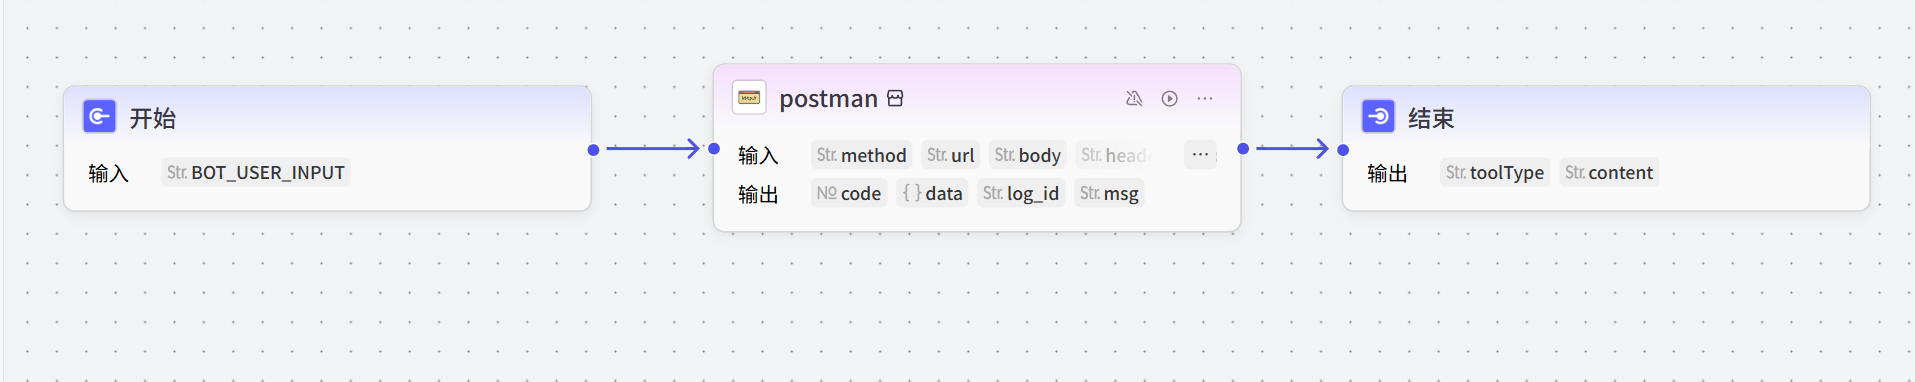 开始
输入 Str. BOT_USER_INPUT
postman
输入 Str. method Str. url Str. body Str. head ...
输出 № code { } data Str. log_id Str. msg
结束
输出 Str. toolType Str. content